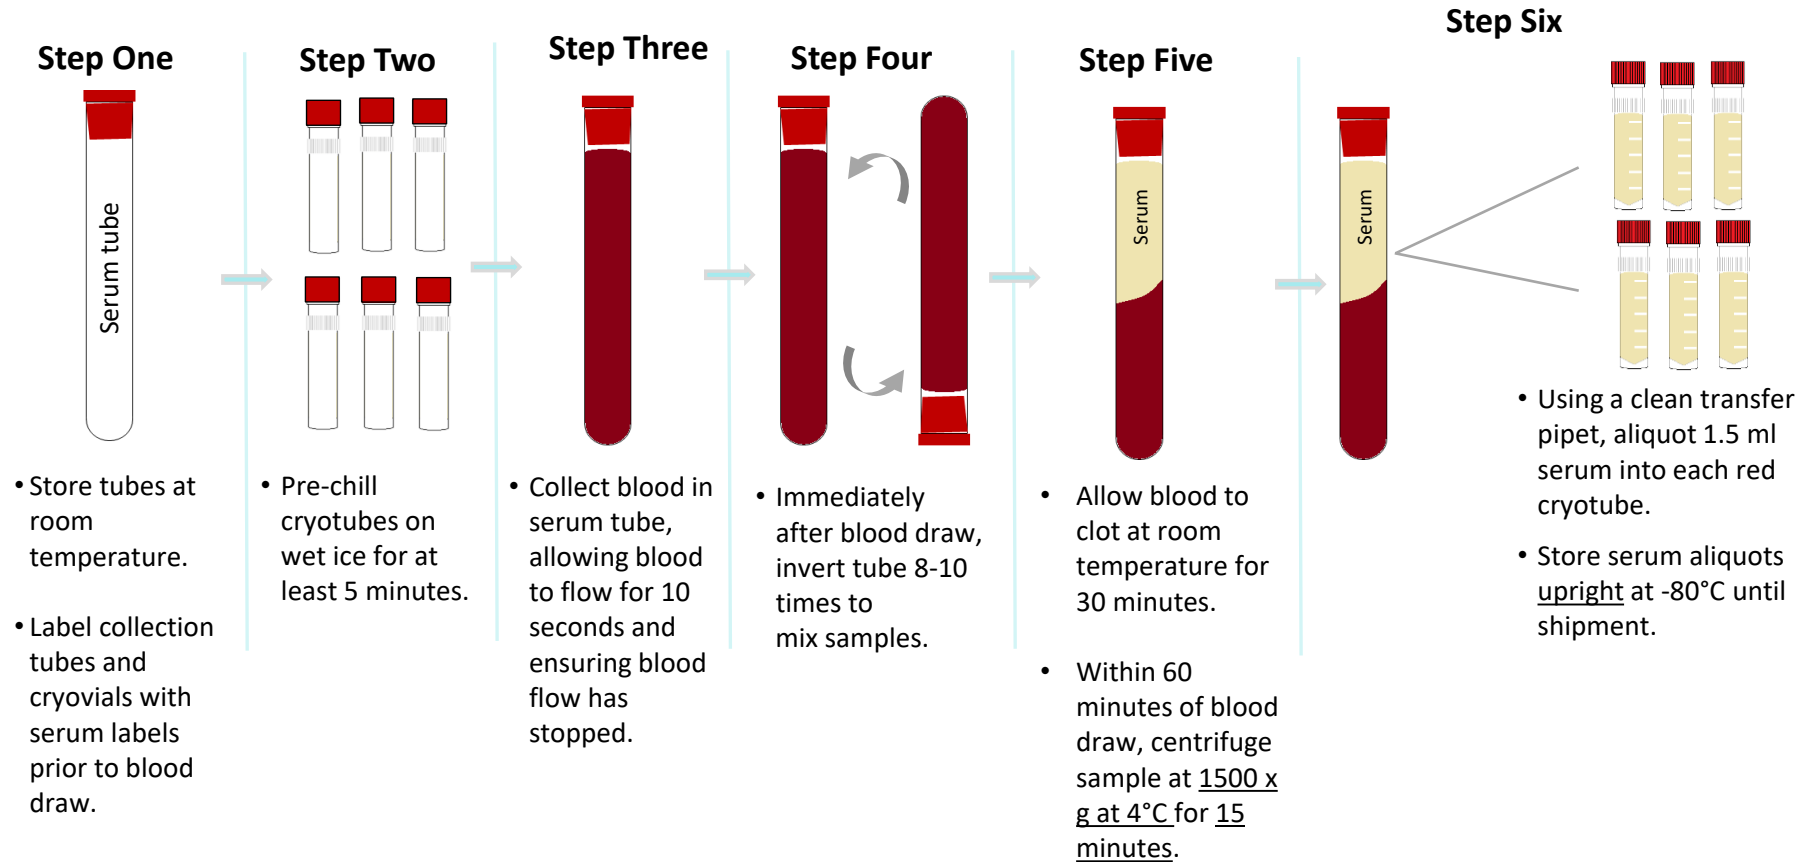 Step One
Serum tube
• Store tubes at
room
temperature.
• Label collection
tubes and
cryovials with
serum labels
prior to blood
draw.
Step Two
• Pre-chill
cryotubes on
wet ice for at
least 5 minutes.
Step Three
• Collect blood in
serum tube,
allowing blood
to flow for 10
seconds and
ensuring blood
flow has
stopped.
Step Four
• Immediately
after blood draw,
invert tube 8-10
times to
mix samples.
Step Five
Serum
• Allow blood to
clot at room
temperature for
30 minutes.
• Within 60
minutes of blood
draw, centrifuge
sample at 1500 x
g at 4°C for 15
minutes.
Step Six
Serum
• Using a clean transfer
pipet, aliquot 1.5 ml
serum into each red
cryotube.
• Store serum aliquots
upright at -80°C until
shipment.